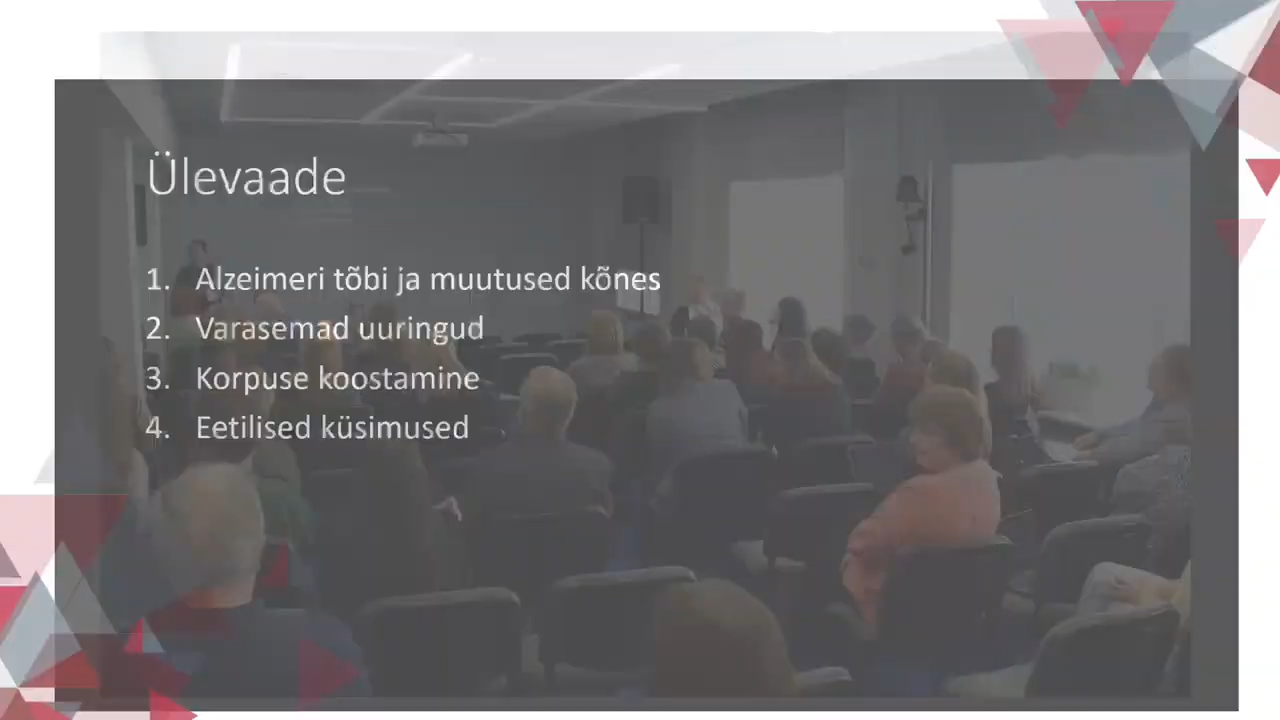 Ülevaade
1. Alzeimeri tõbi ja muutused kõnes
2. Varasemad uuringud
3. Korpuse koostamine
4. Eetilised küsimused